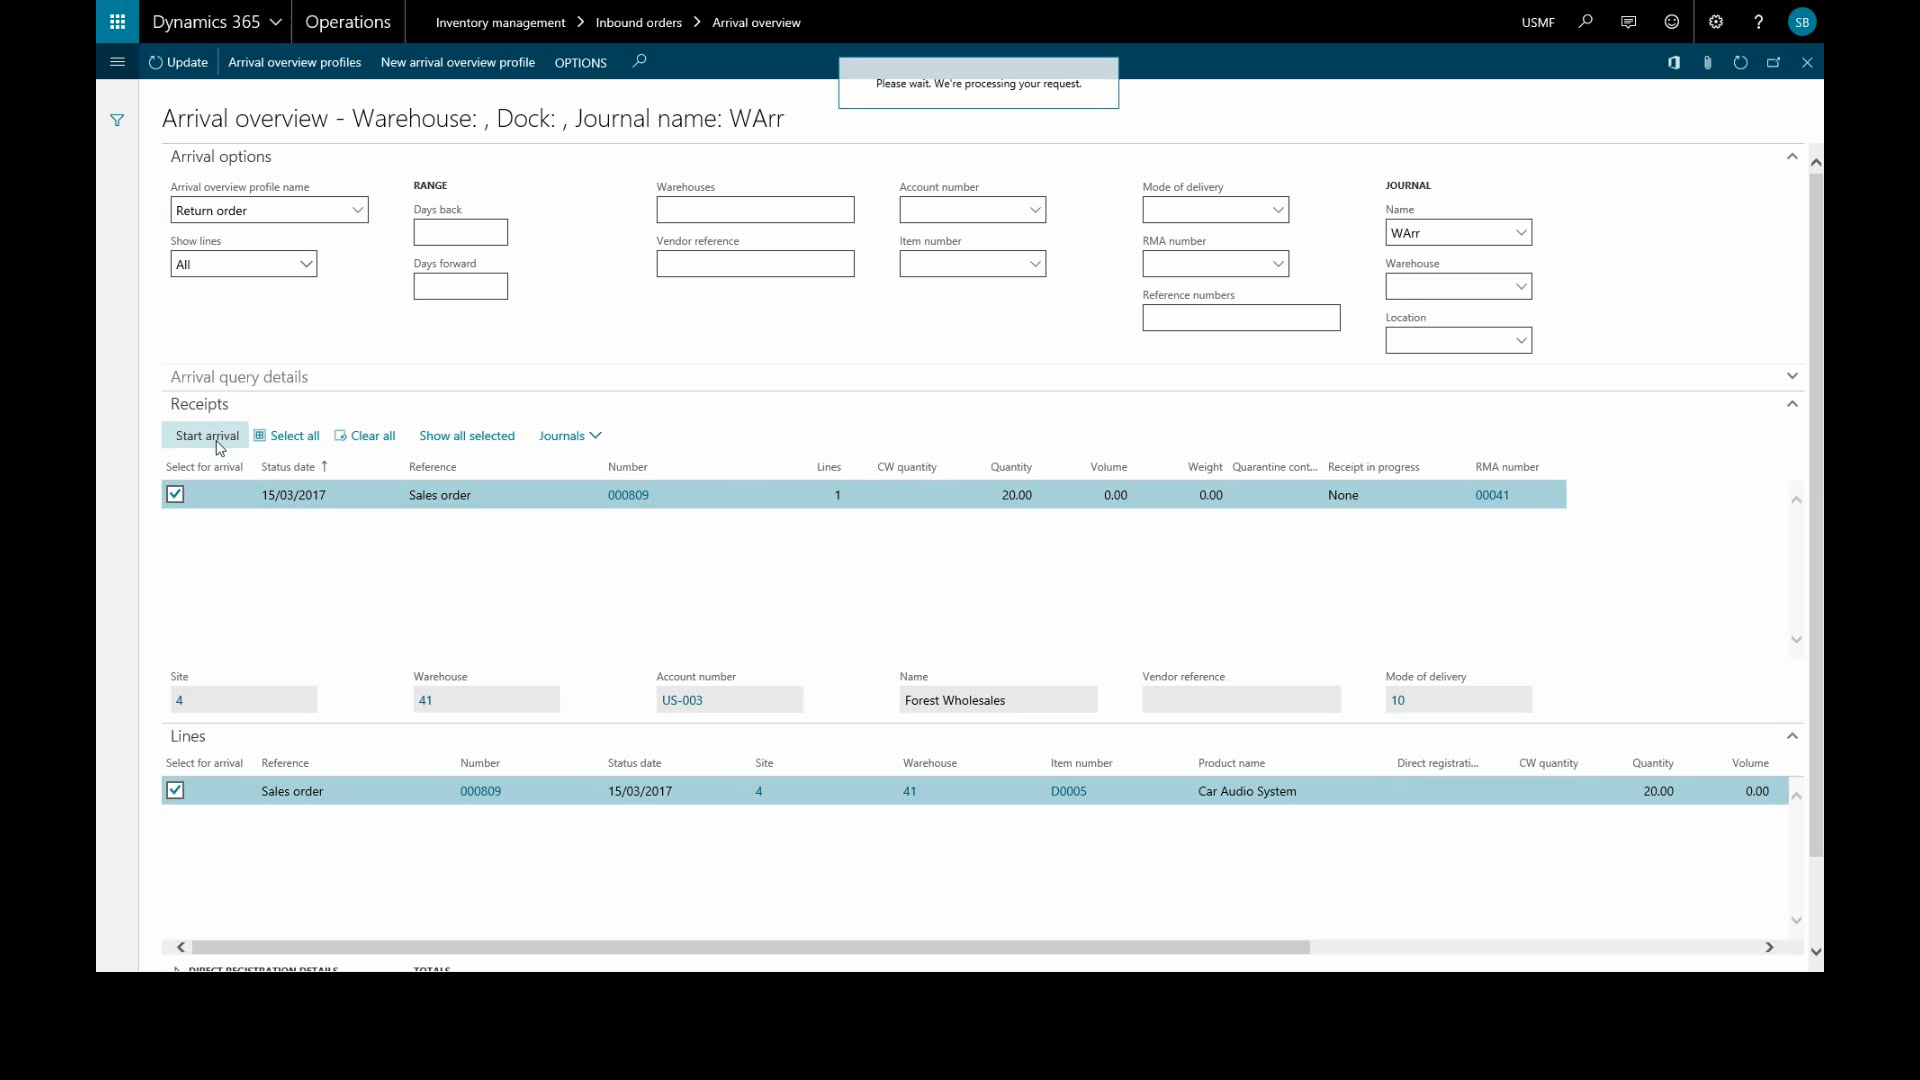 Dynamics 365 Operations Inventory management Inbound orders Arrival overview USMF ? SB
Update Arrival overview profiles New arrival overview profile OPTIONS
Please wait. We're processing your request.
Arrival overview - Warehouse: , Dock: , Journal name: WArr
Arrival options
Arrival overview profile name RANGE Warehouses Account number Mode of delivery JOURNAL
Return order Days back Name
WArr
Show lines Vendor reference Item number RMA number
All Days forward Warehouse
Reference numbers
Location
Arrival query details
Receipts
Start arrival Select all Clear all Show all selected Journals
Select for arrival Status date Reference Number Lines CW quantity Quantity Volume Weight Quarantine cont... Receipt in progress RMA number
15/03/2017 Sales order 000809 1 20.00 0.00 0.00 None 00041
Site Warehouse Account number Name Vendor reference Mode of delivery
4 41 US-003 Forest Wholesales 10
Lines
Select for arrival Reference Number Status date Site Warehouse Item number Product name Direct registrati... CW quantity Quantity Volume
Sales order 000809 15/03/2017 4 41 D0005 Car Audio System 20.00 0.00
DIRECT REGISTRATION DETAILS TOTALS